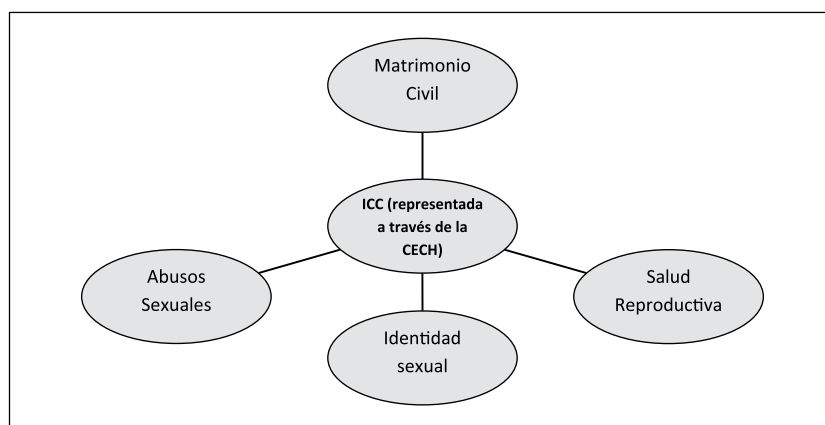 Matrimonio
Civil
ICC (representada
a través de la
CECH)
Abusos
Sexuales
Salud
Reproductiva
Identidad
sexual